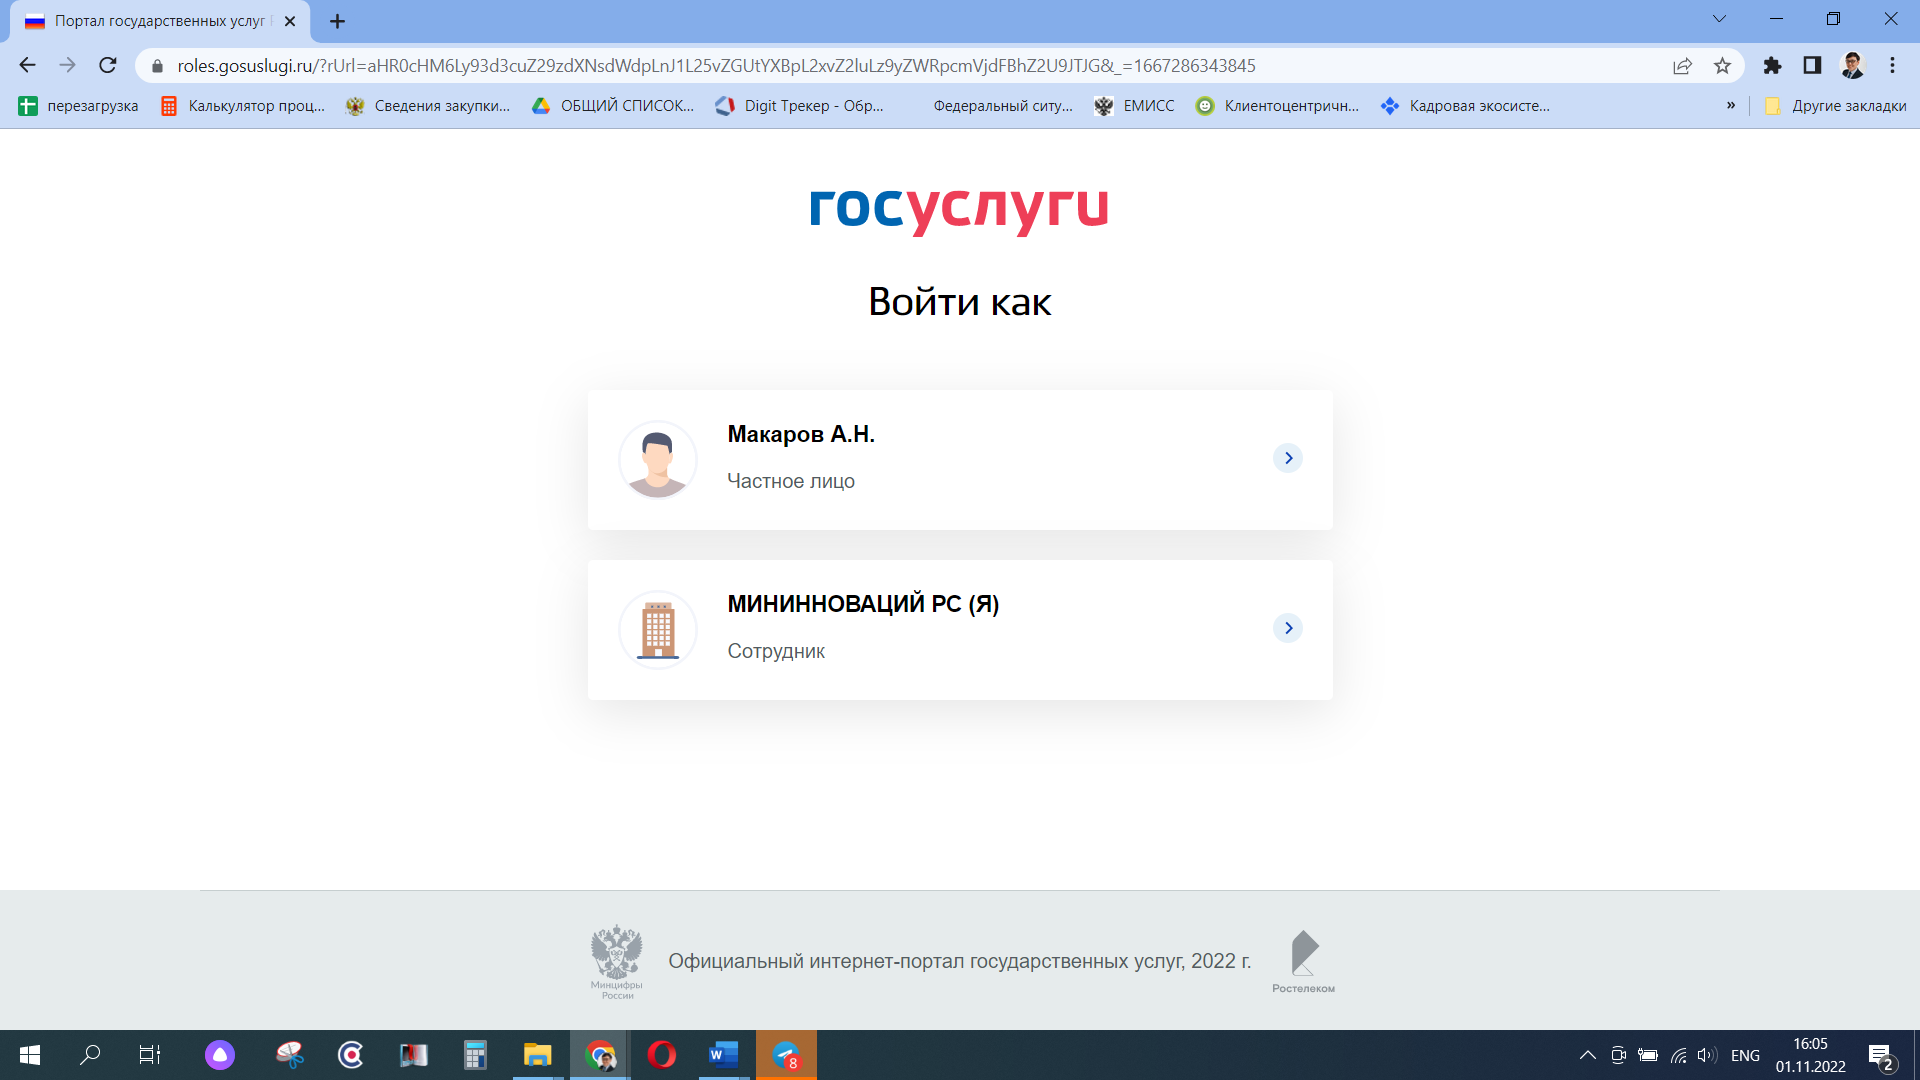 Портал государственных услуг
roles.gosuslugi.ru/?rUrl=aHR0cHM6Ly93d3cuZ29zdXNsdWdpLnJ1L25vZGUtYXBpL2xvZ2luLz9yZWRpcmVjdFBhZ2U9JTJG&_=1667286343845
перезагрузка Калькулятор проц... Сведения закупки... ОБЩИЙ СПИСОК... Digit Трекер - Обр... Федеральный ситу... ЕМИСС Клиентоцентричн... Кадровая экосисте... » Другие закладки
госуслуги
Войти как
Макаров А.Н.
Частное лицо
МИНИННОВАЦИЙ РС (Я)
Сотрудник
Минцифры
России
Официальный интернет-портал государственных услуг, 2022 г.
Ростелеком
8
ENG
16:05
01.11.2022
2